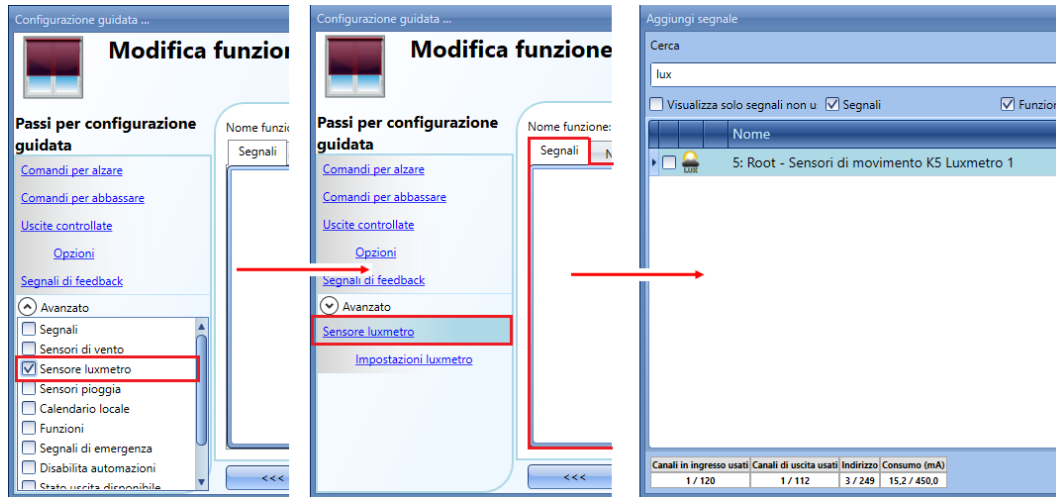 Configurazione guidata ...
Modifica funzion
Passi per configurazione
guidata
Comandi per alzare
Comandi per abbassare
Uscite controllate
Opzioni
Segnali di feedback
Avanzato
Segnali
Sensori di vento
Sensore luxmetro
Sensori pioggia
Calendario locale
Funzioni
Segnali di emergenza
Disabilita automazioni
Stato uscita disponibile
Nome funzio
Segnali
<<<
Configurazione guidata ...
Modifica funzione
Passi per configurazione
guidata
Comandi per alzare
Comandi per abbassare
Uscite controllate
Opzioni
Segnali di feedback
Avanzato
Sensore luxmetro
Impostazioni luxmetro
Nome funzione:
Segnali N
<<<
Aggiungi segnale
Cerca
lux
Visualizza solo segnali non u Segnali Funzion
Nome
LUX 5: Root - Sensori di movimento K5 Luxmetro 1
Canali in ingresso usati Canali di uscita usati Indirizzo Consumo (mA)
1 / 120 1 / 112 3 / 249 15,2 / 450,0